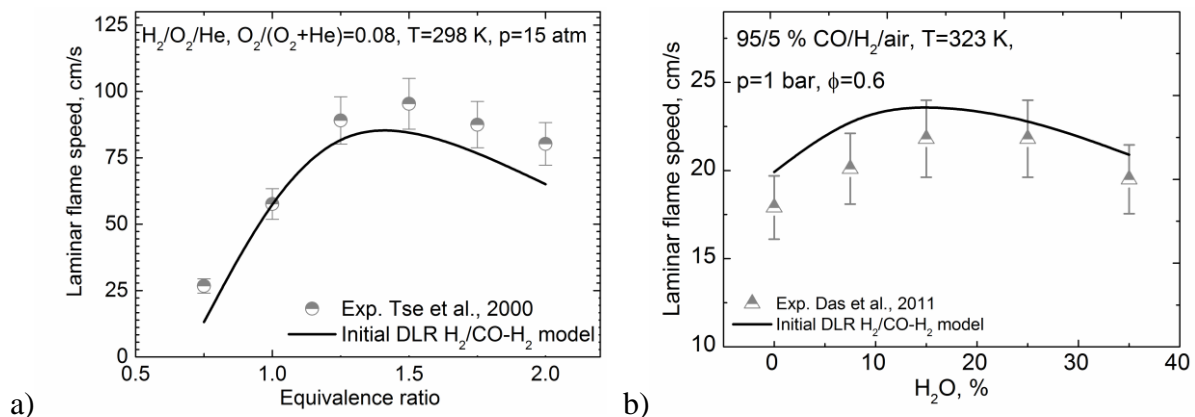 125
100
75
50
25
0
Laminar flame speed, cm/s
H2/O2/He, O2/(O2+He)=0.08, T=298 K, p=15 atm
Exp. Tse et al., 2000
Initial DLR H2/CO-H2 model
0.5 1.0 1.5 2.0
Equivalence ratio
a)
25
20
15
10
Laminar flame speed, cm/s
95/5 % CO/H2/air, T=323 K,
p=1 bar, ϕ=0.6
Exp. Das et al., 2011
Initial DLR H2/CO-H2 model
0 10 20 30 40
H2O, %
b)